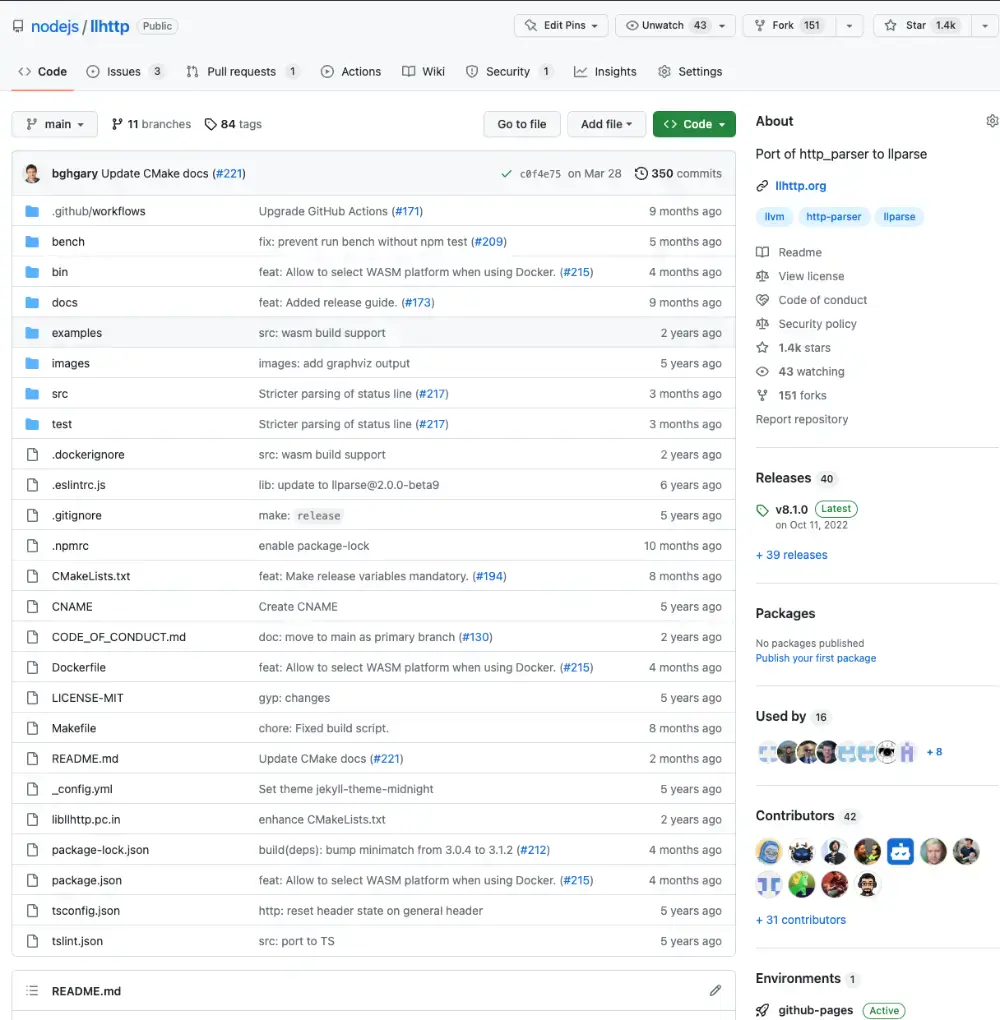 nodejs / llhttp Public Edit Pins Unwatch 43 Fork 151 Star 1.4k
Code Issues 3 Pull requests 1 Actions Wiki Security 1 Insights Settings
main 11 branches 84 tags Go to file Add file Code
bghgary Update CMake docs (#221) c0f4e75 on Mar 28 350 commits
.github/workflows Upgrade GitHub Actions (#171) 9 months ago
bench fix: prevent run bench without npm test (#209) 5 months ago
bin feat: Allow to select WASM platform when using Docker. (#215) 4 months ago
docs feat: Added release guide. (#173) 9 months ago
examples src: wasm build support 2 years ago
images images: add graphviz output 5 years ago
src Stricter parsing of status line (#217) 3 months ago
test Stricter parsing of status line (#217) 3 months ago
.dockerignore src: wasm build support 2 years ago
.eslintrc.js lib: update to llparse@2.0.0-beta9 6 years ago
.gitignore make: release 5 years ago
.npmrc enable package-lock 10 months ago
CMakeLists.txt feat: Make release variables mandatory. (#194) 8 months ago
CNAME Create CNAME 5 years ago
CODE_OF_CONDUCT.md doc: move to main as primary branch (#130) 2 years ago
Dockerfile feat: Allow to select WASM platform when using Docker. (#215) 4 months ago
LICENSE-MIT gyp: changes 5 years ago
Makefile chore: Fixed build script. 8 months ago
README.md Update CMake docs (#221) 2 months ago
_config.yml Set theme jekyll-theme-midnight 5 years ago
libllhttp.pc.in enhance CMakeLists.txt 2 years ago
package-lock.json build(deps): bump minimatch from 3.0.4 to 3.1.2 (#212) 4 months ago
package.json feat: Allow to select WASM platform when using Docker. (#215) 4 months ago
tsconfig.json http: reset header state on general header 5 years ago
tslint.json src: port to TS 5 years ago
README.md
About
Port of http_parser to llparse
llhttp.org
llvm http-parser llparse
Readme
View license
Code of conduct
Security policy
1.4k stars
43 watching
151 forks
Report repository
Releases 40
v8.1.0 Latest
on Oct 11, 2022
+ 39 releases
Packages
No packages published
Publish your first package
Used by 16
+ 8
Contributors 42
+ 31 contributors
Environments 1
github-pages Active